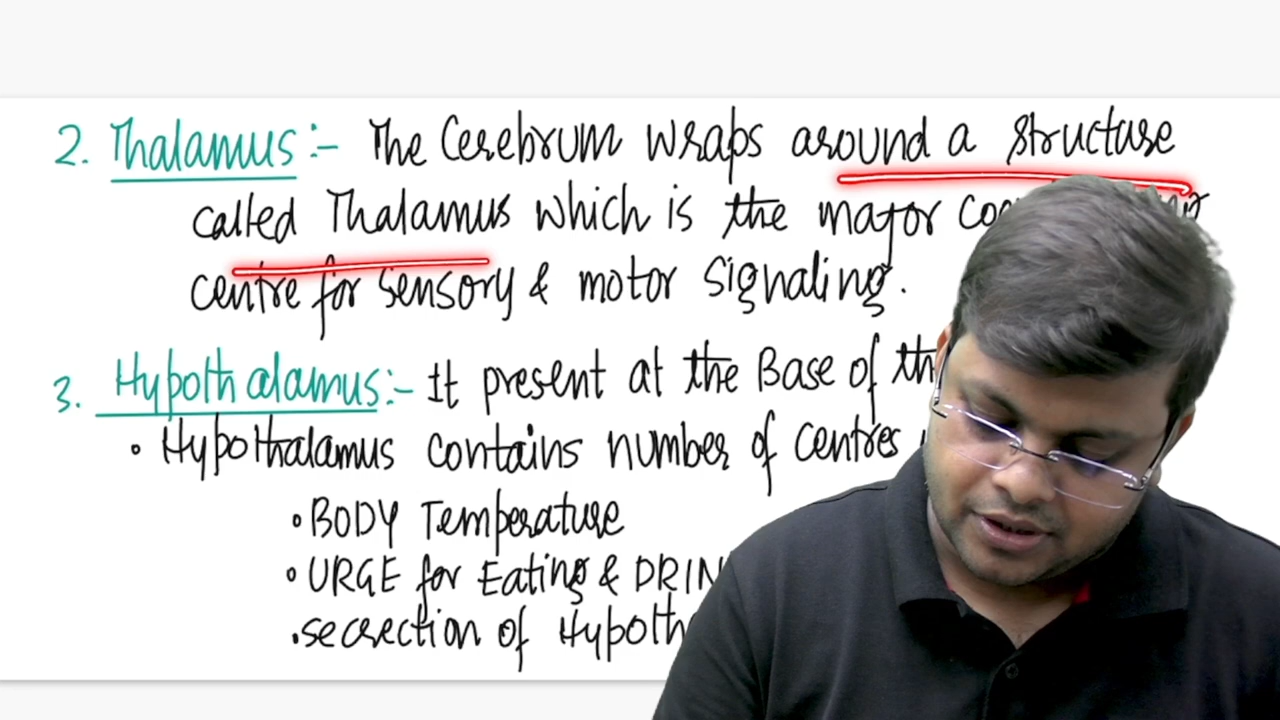 2. Thalamus:- The Cerebrum wraps around a structure
called Thalamus which is the major
centre for sensory & motor signaling.
3. Hypothalamus:- It present at the Base of
• Hypothalamus contains number of centres
• BODY Temperature
• URGE for Eating & DRIN
• secrection of Hypoth